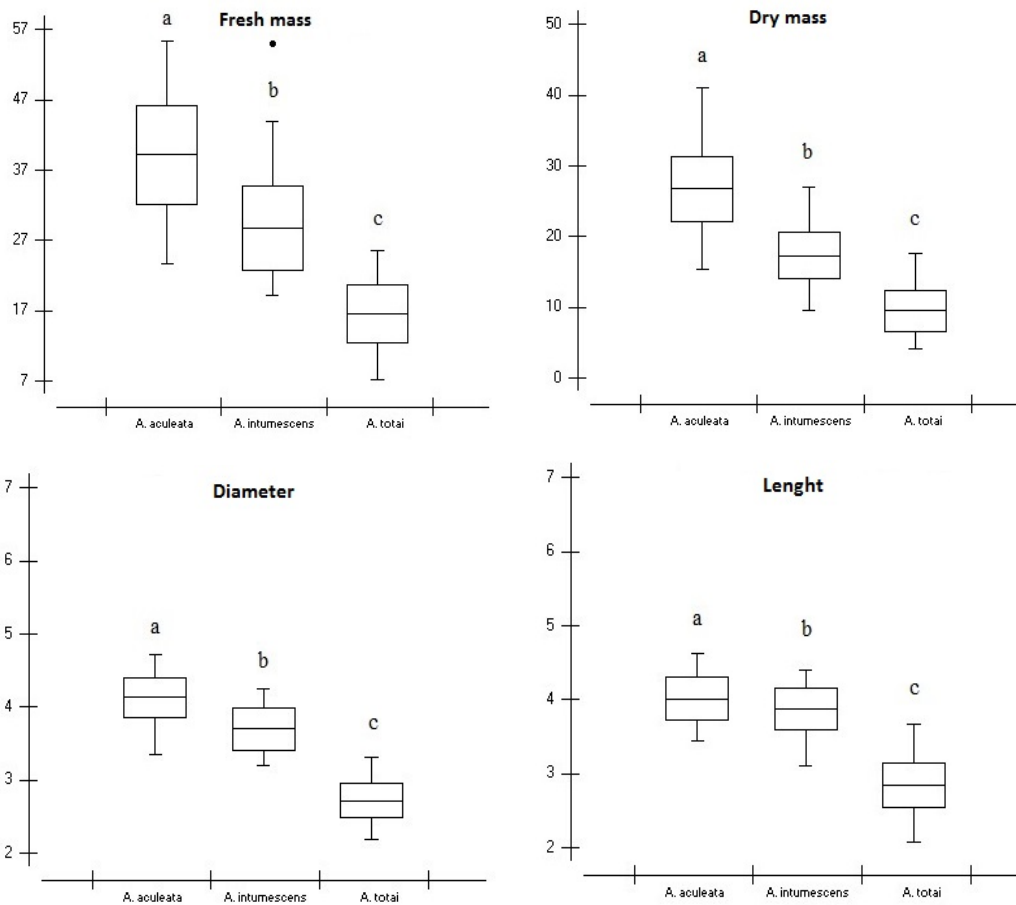 Fresh mass
57
47
37
27
17
7
a
b
c
A. aculeata
A. intumescens
A. totai
Dry mass
50
40
30
20
10
0
a
b
c
A. aculeata
A. intumescens
A. totai
Diameter
7
6
5
4
3
2
a
b
c
A. aculeata
A. intumescens
A. totai
Lenght
7
6
5
4
3
2
a
b
c
A. aculeata
A. intumescens
A. totai